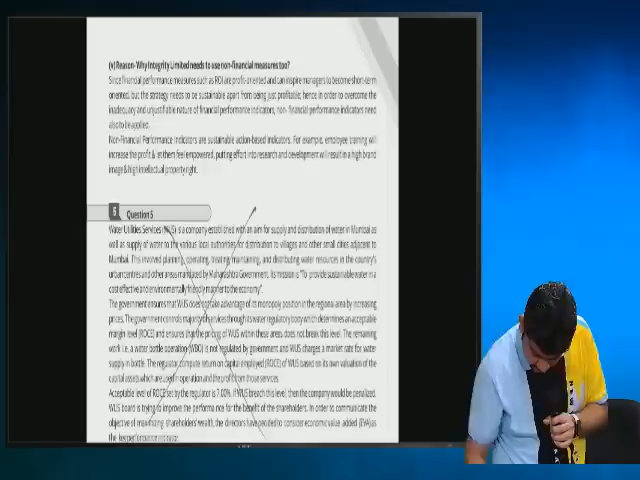 (v) Reason- Why Integrity Limited needs to use non-financial measures too?
Since financial performance measures such as ROI are profit-oriented and can inspire managers to become short-term
oriented, but the strategy needs to be sustainable apart from being just profitable, hence in order to overcome the
inadequacy and unjustifiable nature of financial performance indicators, non- financial performance indicators need
also to be applied.
Non-Financial Performance Indicators are sustainable action-based indicators. For example, employee training will
increase the profit & let them feel empowered, putting effort into research and development will result in a high brand
image & high intellectual property right.
5 Question 5
Water Utilities Services (WUS) is a company established with an aim for supply and distribution of water in Mumbai as
well as supply of water to the various local authorities for distribution to villages and other small cities adjacent to
Mumbai. This involved planning, operating, treating, maintaining, and distributing water resources in the country's
urban centres and other areas mandated by Maharashtra Government. Its mission is "To provide sustainable water in a
cost effective and environmentally friendly manner to the economy".
The government ensures that WUS does not take advantage of its monopoly position in the regional area by increasing
prices. The government controls majority of services through its water regulatory body which determines an acceptable
margin level (ROCE) and ensures that the pricing of WUS within these areas does not break this level. The remaining
work i.e. a water bottle operation (WBO) is not regulated by government and WUS charges a market rate for water
supply in bottle. The regulator compute return on capital employed (ROCE) of WUS based on its own valuation of the
capital assets which are used in operation and the profit from those services.
Acceptable level of ROCE set by the regulator is 7.00%. If WUS breach this level, then the company would be penalized.
WUS board is trying to improve the performance for the benefit of the shareholders. In order to communicate the
objective of maximizing shareholders' wealth, the directors have decided to consider economic value added (EVA) as
the key performance indicator.